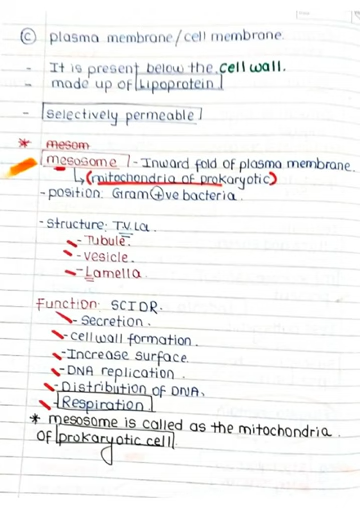 © plasma membrane/cell membrane.
- It is present below the cell wall.
- made up of Lipoprotein
- selectively permeable
* mesom
mesosome - Inward fold of plasma membrane.
↳(mitochondria of prokaryotic)
- position: Gram ⊕ve bacteria.
- structure: T.V.La.
- Tubule.
- vesicle.
- Lamella.
Function: SCIDR.
- Secretion.
- cell wall formation.
- Increase surface.
- DNA replication.
- Distribution of DNA.
- Respiration.
* mesosome is called as the mitochondria
of prokaryotic cell.